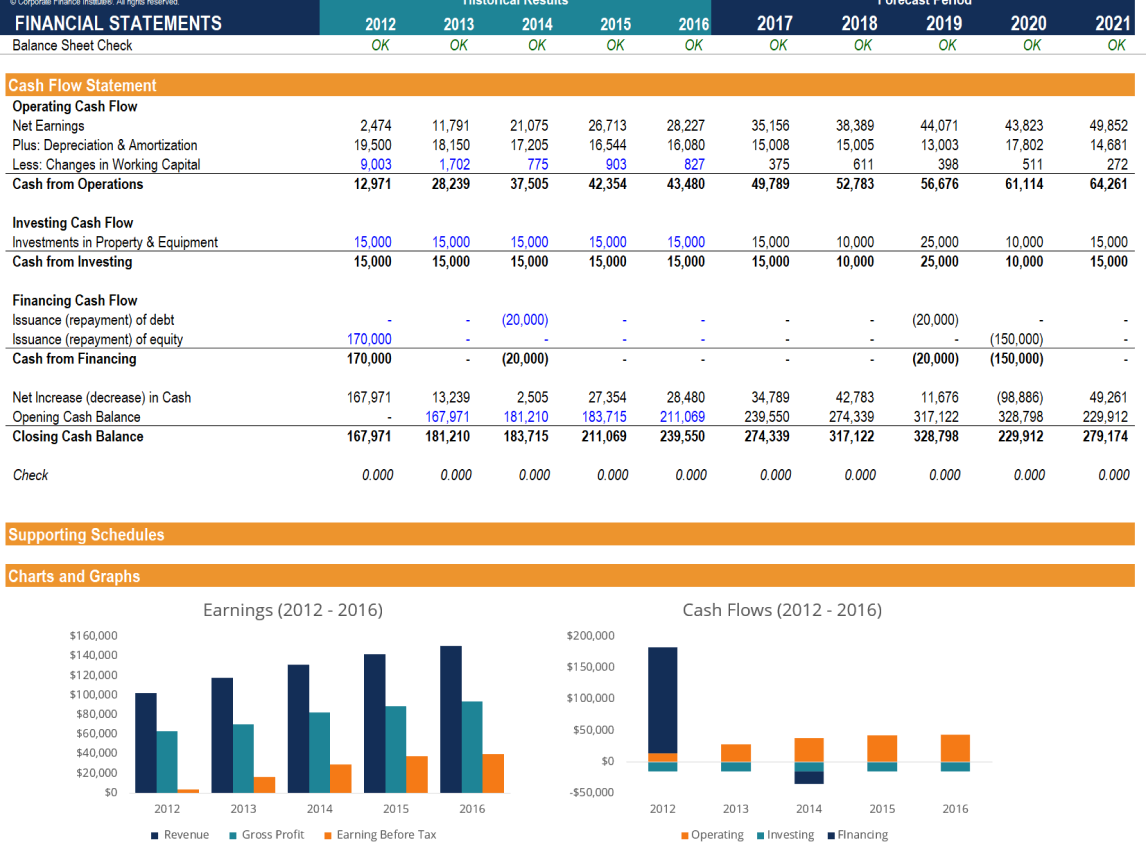 © Corporate Finance Institute®. All rights reserved. Historical Results Forecast Period
FINANCIAL STATEMENTS 2012 2013 2014 2015 2016 2017 2018 2019 2020 2021
Balance Sheet Check OK OK OK OK OK OK OK OK OK OK
Cash Flow Statement
Operating Cash Flow
Net Earnings 2,474 11,791 21,075 26,713 28,227 35,156 38,389 44,071 43,823 49,852
Plus: Depreciation & Amortization 19,500 18,150 17,205 16,544 16,080 15,008 15,005 13,003 17,802 14,681
Less: Changes in Working Capital 9,003 1,702 775 903 827 375 611 398 511 272
Cash from Operations 12,971 28,239 37,505 42,354 43,480 49,789 52,783 56,676 61,114 64,261
Investing Cash Flow
Investments in Property & Equipment 15,000 15,000 15,000 15,000 15,000 15,000 10,000 25,000 10,000 15,000
Cash from Investing 15,000 15,000 15,000 15,000 15,000 15,000 10,000 25,000 10,000 15,000
Financing Cash Flow
Issuance (repayment) of debt - - (20,000) - - - - (20,000) - -
Issuance (repayment) of equity 170,000 - - - - - - - (150,000) -
Cash from Financing 170,000 - (20,000) - - - - (20,000) (150,000) -
Net Increase (decrease) in Cash 167,971 13,239 2,505 27,354 28,480 34,789 42,783 11,676 (98,886) 49,261
Opening Cash Balance - 167,971 181,210 183,715 211,069 239,550 274,339 317,122 328,798 229,912
Closing Cash Balance 167,971 181,210 183,715 211,069 239,550 274,339 317,122 328,798 229,912 279,174
Check 0.000 0.000 0.000 0.000 0.000 0.000 0.000 0.000 0.000 0.000
Supporting Schedules
Charts and Graphs
Earnings (2012 - 2016)
$160,000
$140,000
$120,000
$100,000
$80,000
$60,000
$40,000
$20,000
$0
2012 2013 2014 2015 2016
Revenue Gross Profit Earning Before Tax
Cash Flows (2012 - 2016)
$200,000
$150,000
$100,000
$50,000
$0
-$50,000
2012 2013 2014 2015 2016
Operating Investing Financing